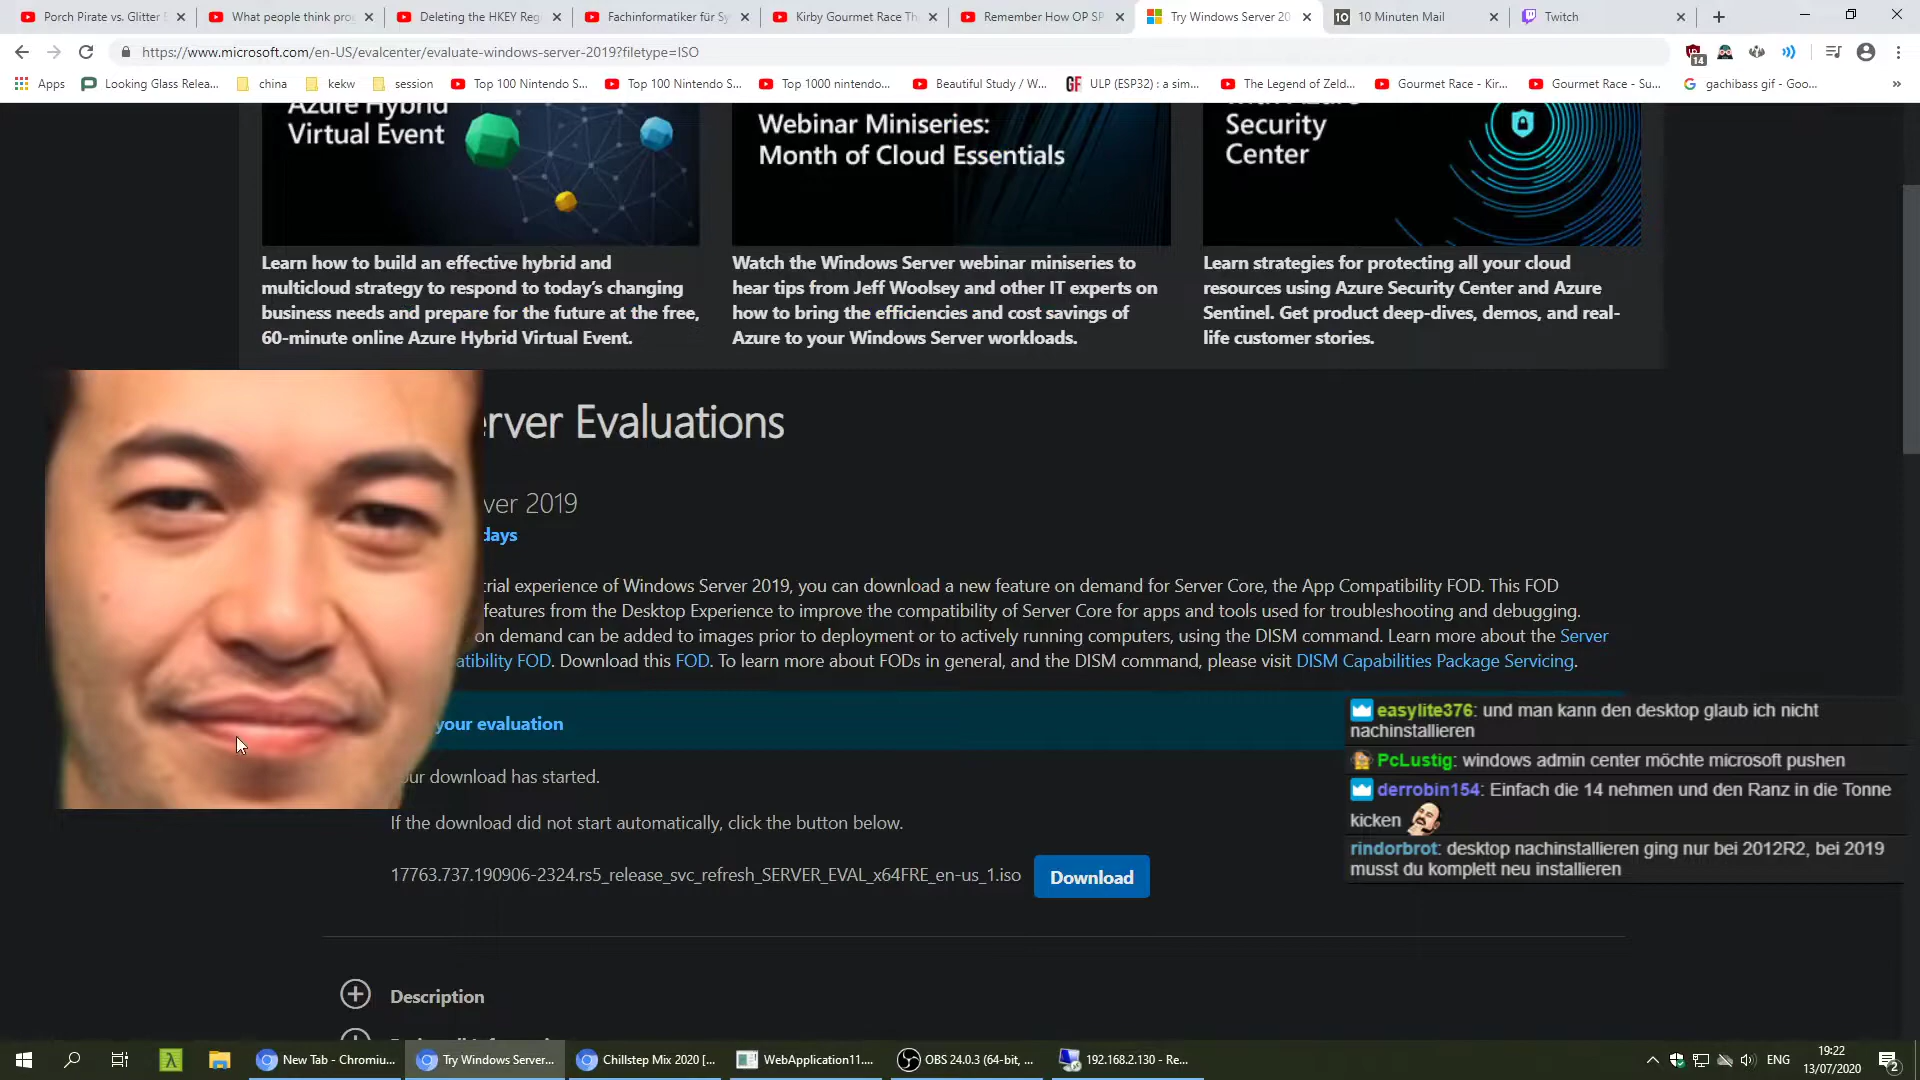 Porch Pirate vs. Glitter
What people think pro
Deleting the HKEY Reg
Fachinformatiker für Sy
Kirby Gourmet Race Th
Remember How OP SP
Try Windows Server 20
10 Minuten Mail
Twitch
https://www.microsoft.com/en-US/evalcenter/evaluate-windows-server-2019?filetype=ISO
14
Apps
Looking Glass Relea...
china
kekw
session
Top 100 Nintendo S...
Top 100 Nintendo S...
Top 1000 nintendo...
Beautiful Study / W...
GF
ULP (ESP32) : a sim...
The Legend of Zeld...
Gourmet Race - Kir...
Gourmet Race - Su...
gachibass gif - Goo...
Azure Hybrid
Virtual Event
Webinar Miniseries:
Month of Cloud Essentials
with Azure
Security
Center
Learn how to build an effective hybrid and
multicloud strategy to respond to today’s changing
business needs and prepare for the future at the free,
60-minute online Azure Hybrid Virtual Event.
Watch the Windows Server webinar miniseries to
hear tips from Jeff Woolsey and other IT experts on
how to bring the efficiencies and cost savings of
Azure to your Windows Server workloads.
Learn strategies for protecting all your cloud
resources using Azure Security Center and Azure
Sentinel. Get product deep-dives, demos, and real-
life customer stories.
erver Evaluations
ver 2019
days
trial experience of Windows Server 2019, you can download a new feature on demand for Server Core, the App Compatibility FOD. This FOD
features from the Desktop Experience to improve the compatibility of Server Core for apps and tools used for troubleshooting and debugging.
on demand can be added to images prior to deployment or to actively running computers, using the DISM command. Learn more about the Server
atibility FOD. Download this FOD. To learn more about FODs in general, and the DISM command, please visit DISM Capabilities Package Servicing.
your evaluation
our download has started.
If the download did not start automatically, click the button below.
17763.737.190906-2324.rs5_release_svc_refresh_SERVER_EVAL_x64FRE_en-us_1.iso
Download
Description
easylite376: und man kann den desktop glaub ich nicht
nachinstallieren
PcLustig: windows admin center möchte microsoft pushen
derrobin154: Einfach die 14 nehmen und den Ranz in die Tonne
kicken
rindorbrot: desktop nachinstallieren ging nur bei 2012R2, bei 2019
musst du komplett neu installieren
New Tab - Chromiu...
Try Windows Server...
Chillstep Mix 2020 [...
WebApplication11....
OBS 24.0.3 (64-bit, ...
192.168.2.130 - Re...
ENG
19:22
13/07/2020
2